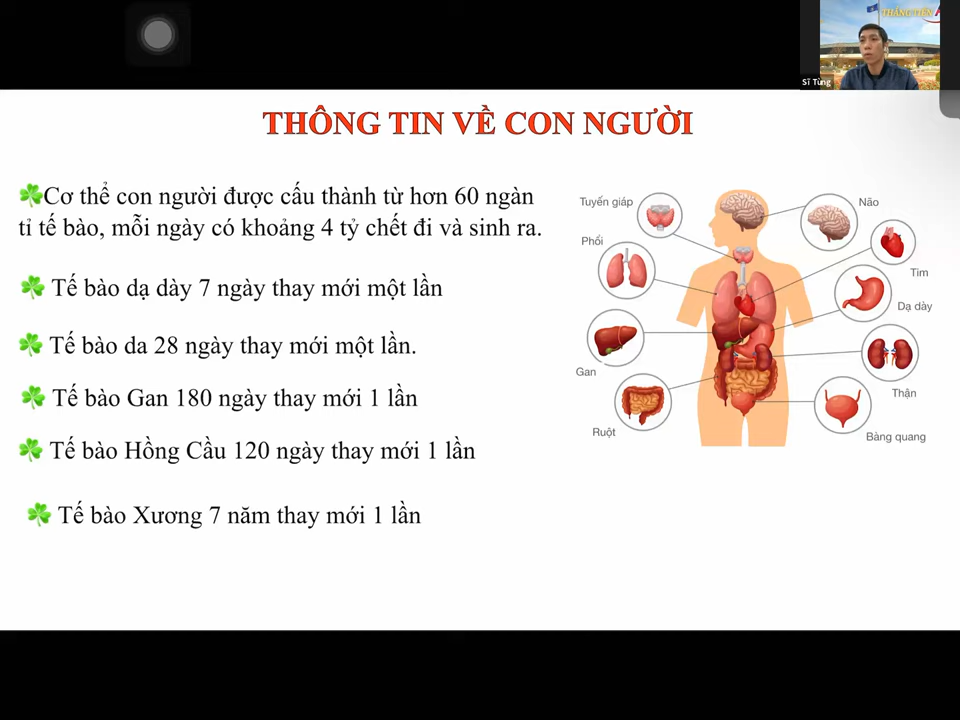 THẮNG TIẾN A
Sĩ Tùng
THÔNG TIN VỀ CON NGƯỜI
Cơ thể con người được cấu thành từ hơn 60 ngàn
tỉ tế bào, mỗi ngày có khoảng 4 tỷ chết đi và sinh ra.
Tế bào dạ dày 7 ngày thay mới một lần
Tế bào da 28 ngày thay mới một lần.
Tế bào Gan 180 ngày thay mới 1 lần
Tế bào Hồng Cầu 120 ngày thay mới 1 lần
Tế bào Xương 7 năm thay mới 1 lần
Tuyến giáp
Não
Phổi
Tim
Dạ dày
Gan
Thận
Ruột
Bàng quang